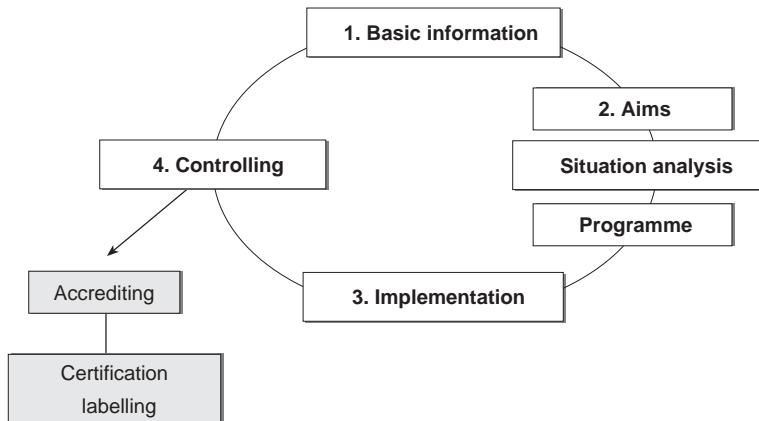 1. Basic information
2. Aims
Situation analysis
Programme
3. Implementation
4. Controlling
Accrediting
Certification
labelling